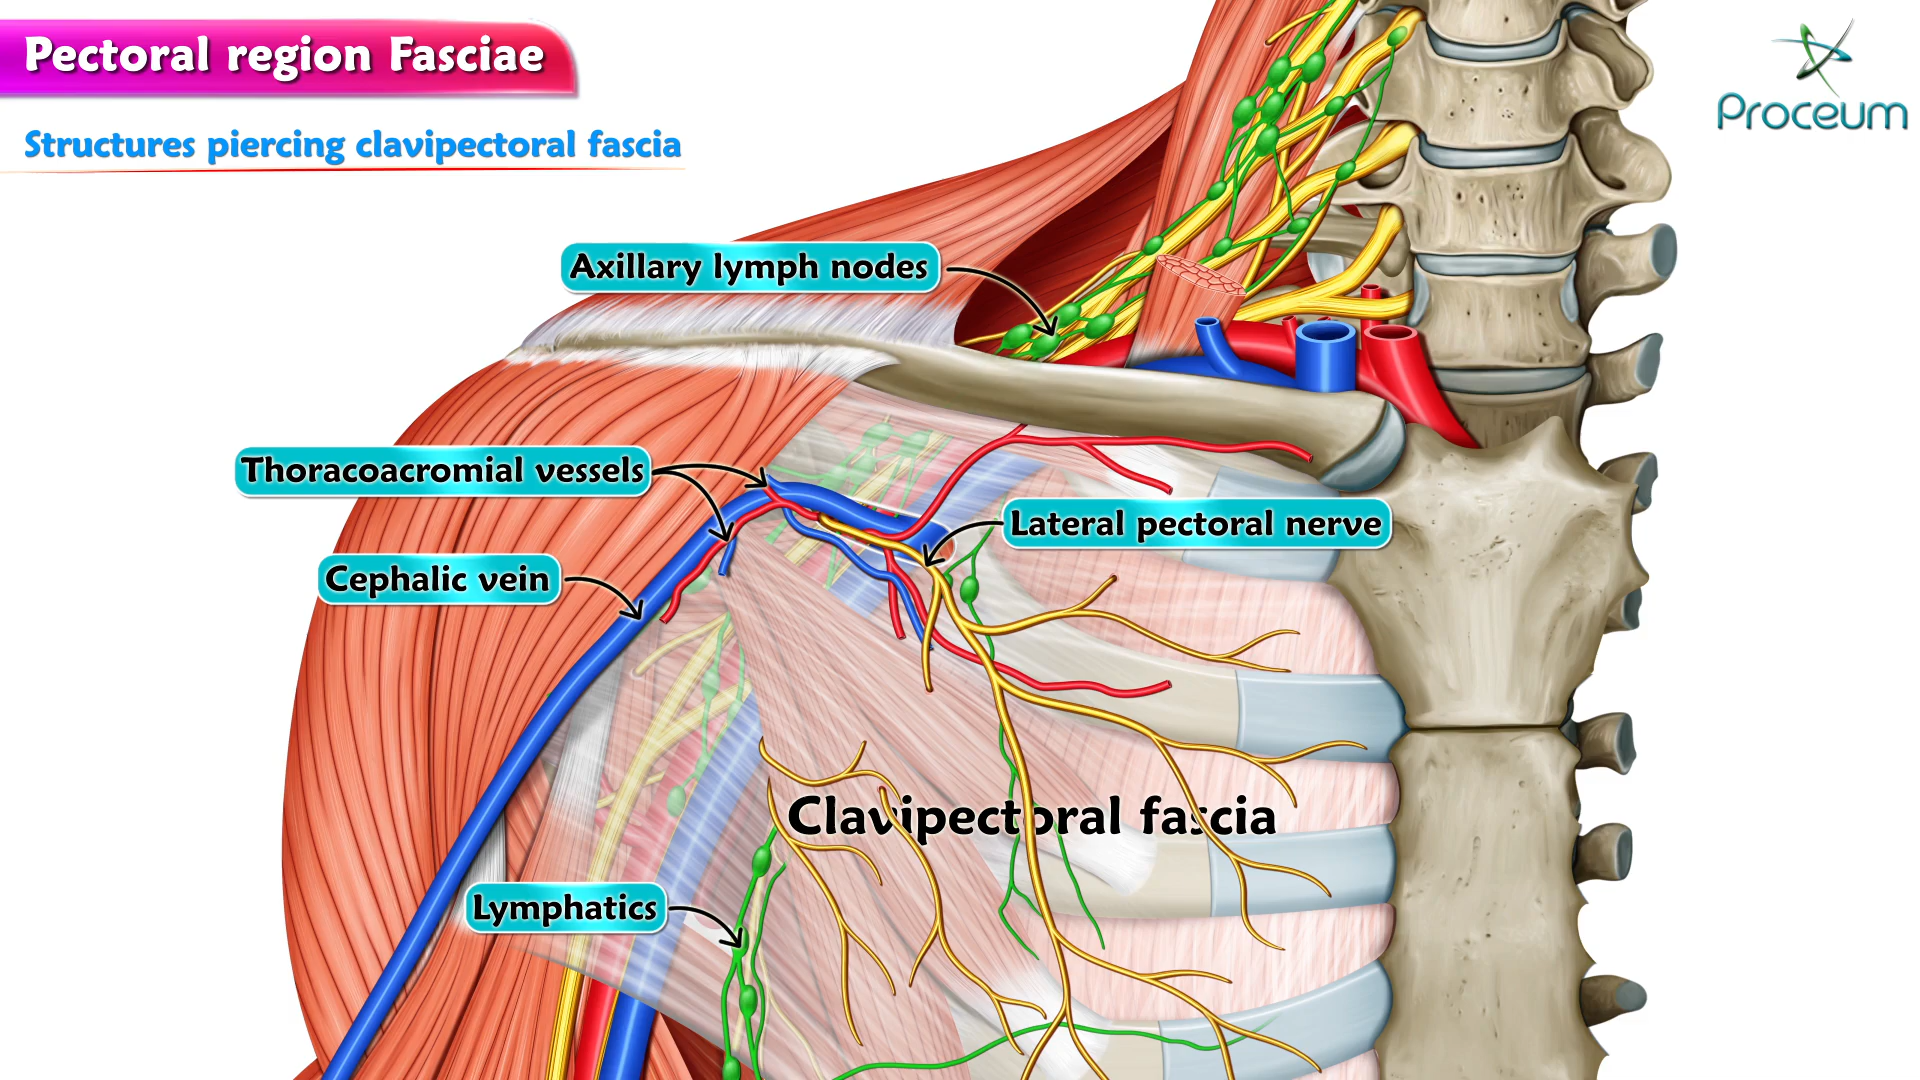 Pectoral region Fasciae
Proceum
Structures piercing clavipectoral fascia
Axillary lymph nodes
Thoracoacromial vessels
Lateral pectoral nerve
Cephalic vein
Clavipectoral fascia
Lymphatics